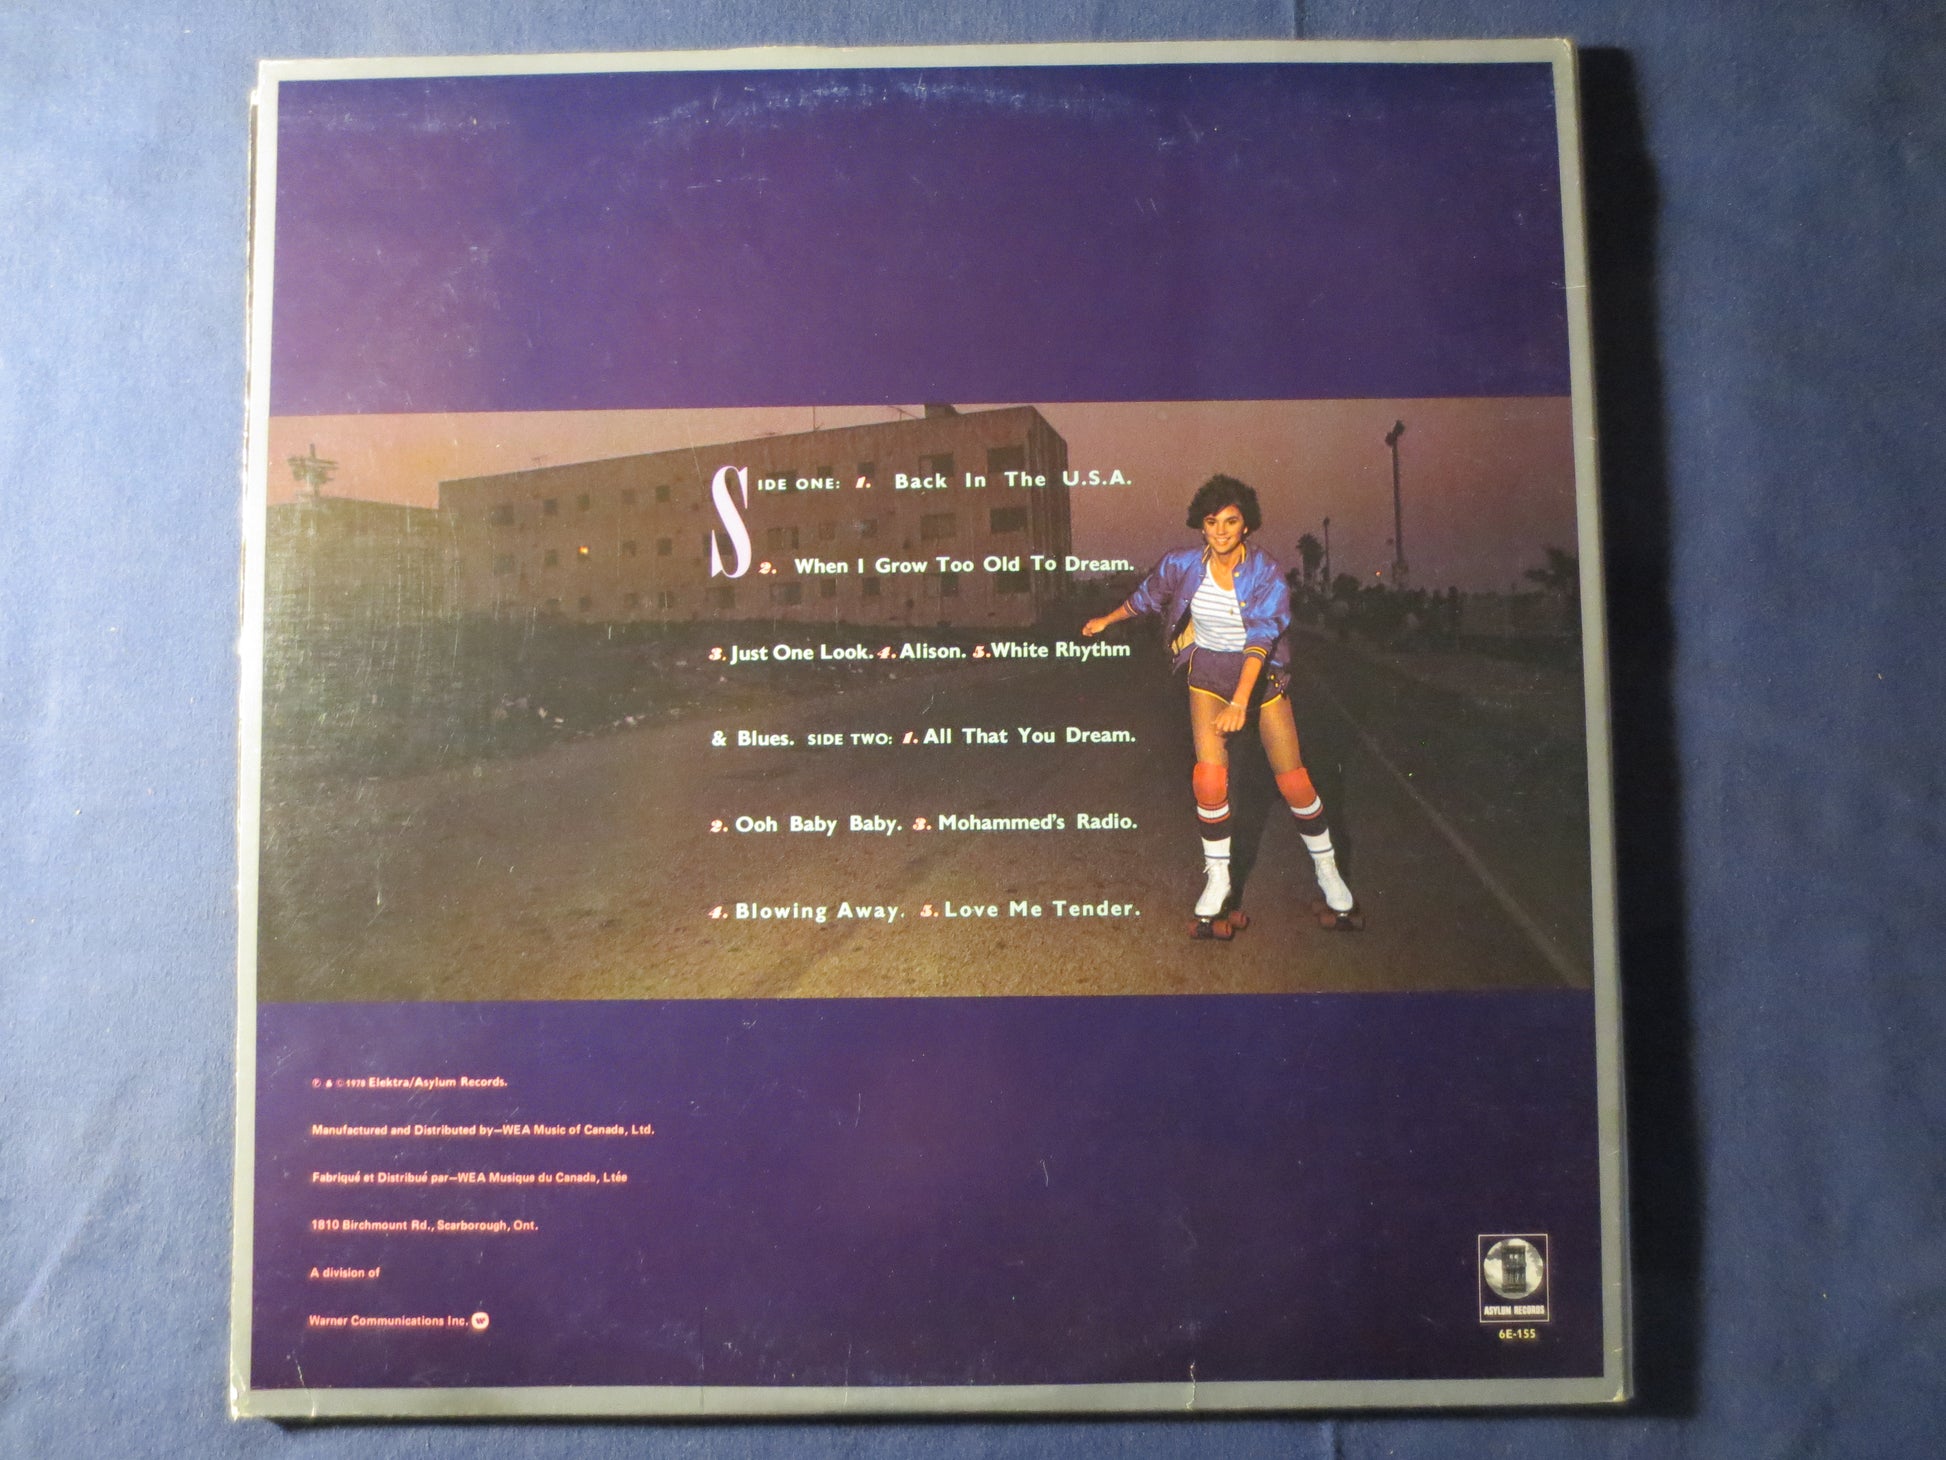 SIDE ONE: 1. Back In The U.S.A.
2. When I Grow Too Old To Dream.
3. Just One Look. 4. Alison. 5. White Rhythm
& Blues. SIDE TWO: 1. All That You Dream.
2. Ooh Baby Baby. 3. Mohammed's Radio.
4. Blowing Away. 5. Love Me Tender.
℗ & © 1978 Elektra/Asylum Records.
Manufactured and Distributed by—WEA Music of Canada, Ltd.
Fabriqué et Distribué par—WEA Musique du Canada, Ltée
1810 Birchmount Rd., Scarborough, Ont.
A division of
Warner Communications Inc. W
ASYLUM RECORDS
6E-155